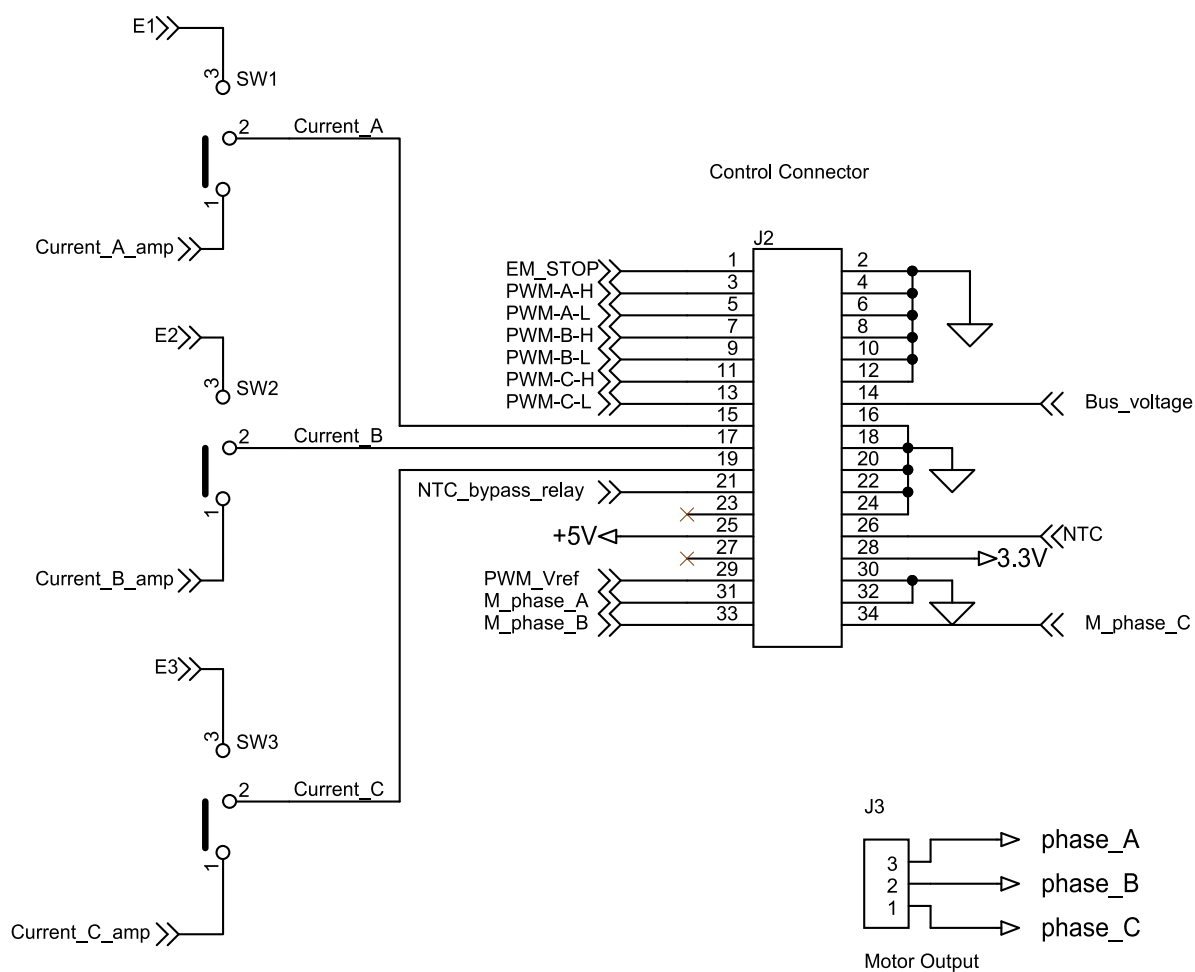 E1
3
SW1
2
Current_A
1
Current_A_amp
E2
3
SW2
2
Current_B
1
Current_B_amp
E3
3
SW3
2
Current_C
1
Current_C_amp
Control Connector
J2
EM_STOP 1 2
PWM-A-H 3 4
PWM-A-L 5 6
PWM-B-H 7 8
PWM-B-L 9 10
PWM-C-H 11 12
PWM-C-L 13 14 Bus_voltage
15 16
17 18
19 20
NTC_bypass_relay 21 22
23 24
+5V 25 26 NTC
27 28 3.3V
PWM_Vref 29 30
M_phase_A 31 32
M_phase_B 33 34 M_phase_C
J3
3 phase_A
2 phase_B
1 phase_C
Motor Output